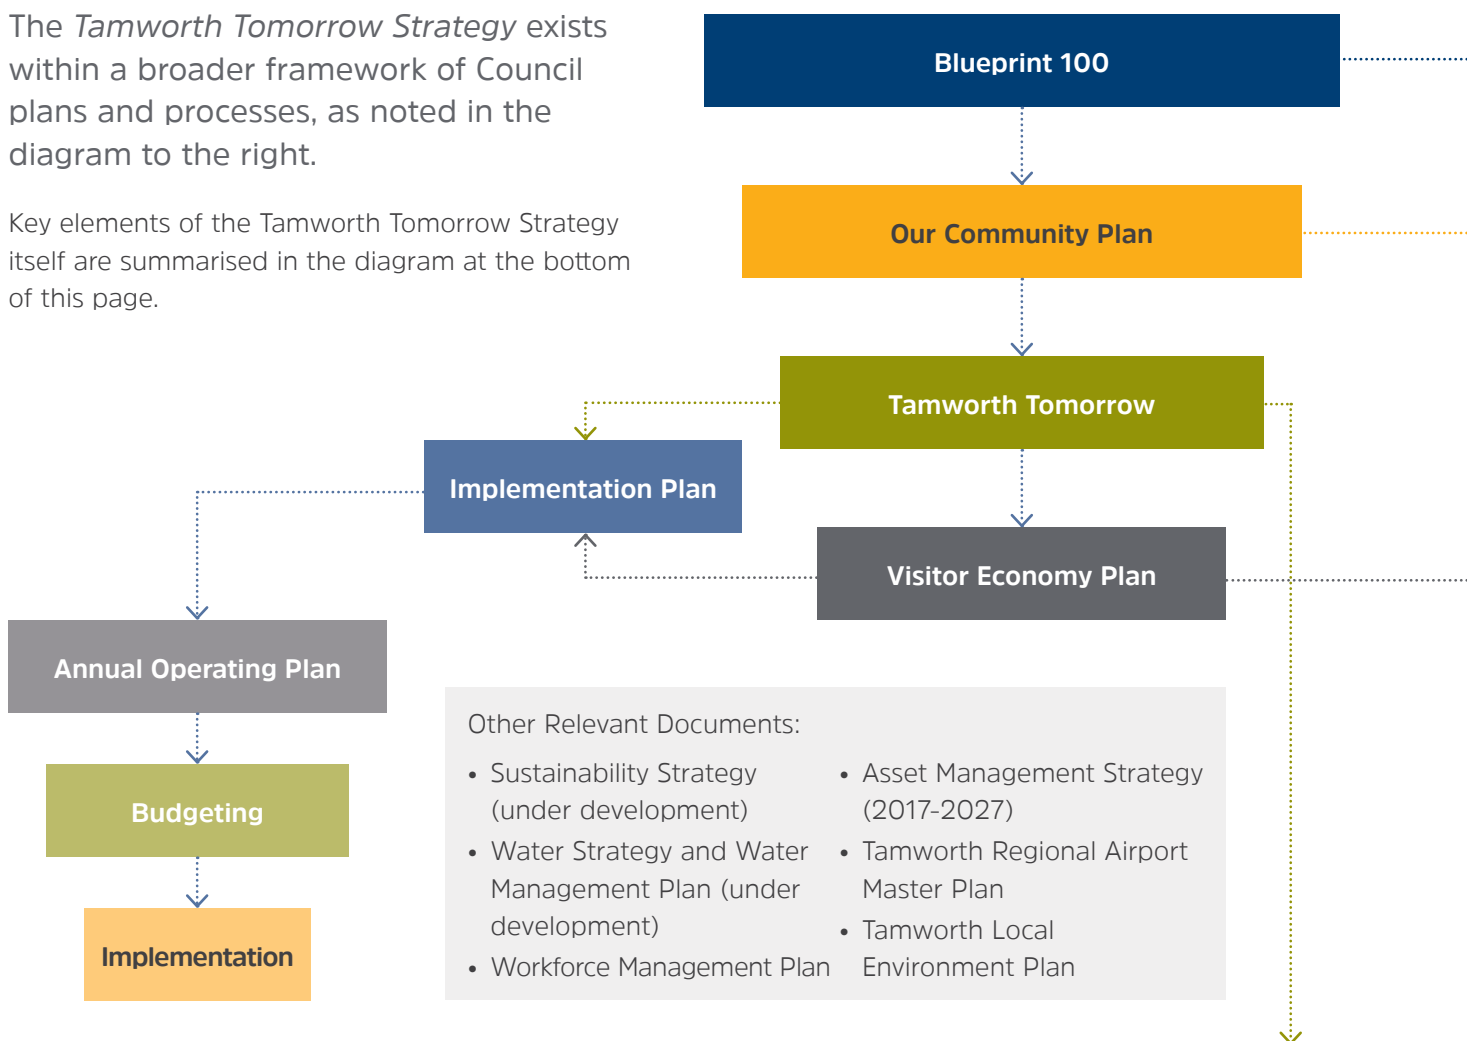 The Tamworth Tomorrow Strategy exists
within a broader framework of Council
plans and processes, as noted in the
diagram to the right.
Key elements of the Tamworth Tomorrow Strategy
itself are summarised in the diagram at the bottom
of this page.
Blueprint 100
Our Community Plan
Tamworth Tomorrow
Implementation Plan
Visitor Economy Plan
Annual Operating Plan
Budgeting
Implementation
Other Relevant Documents:
• Sustainability Strategy
(under development)
• Water Strategy and Water
Management Plan (under
development)
• Workforce Management Plan
• Asset Management Strategy
(2017-2027)
• Tamworth Regional Airport
Master Plan
• Tamworth Local
Environment Plan